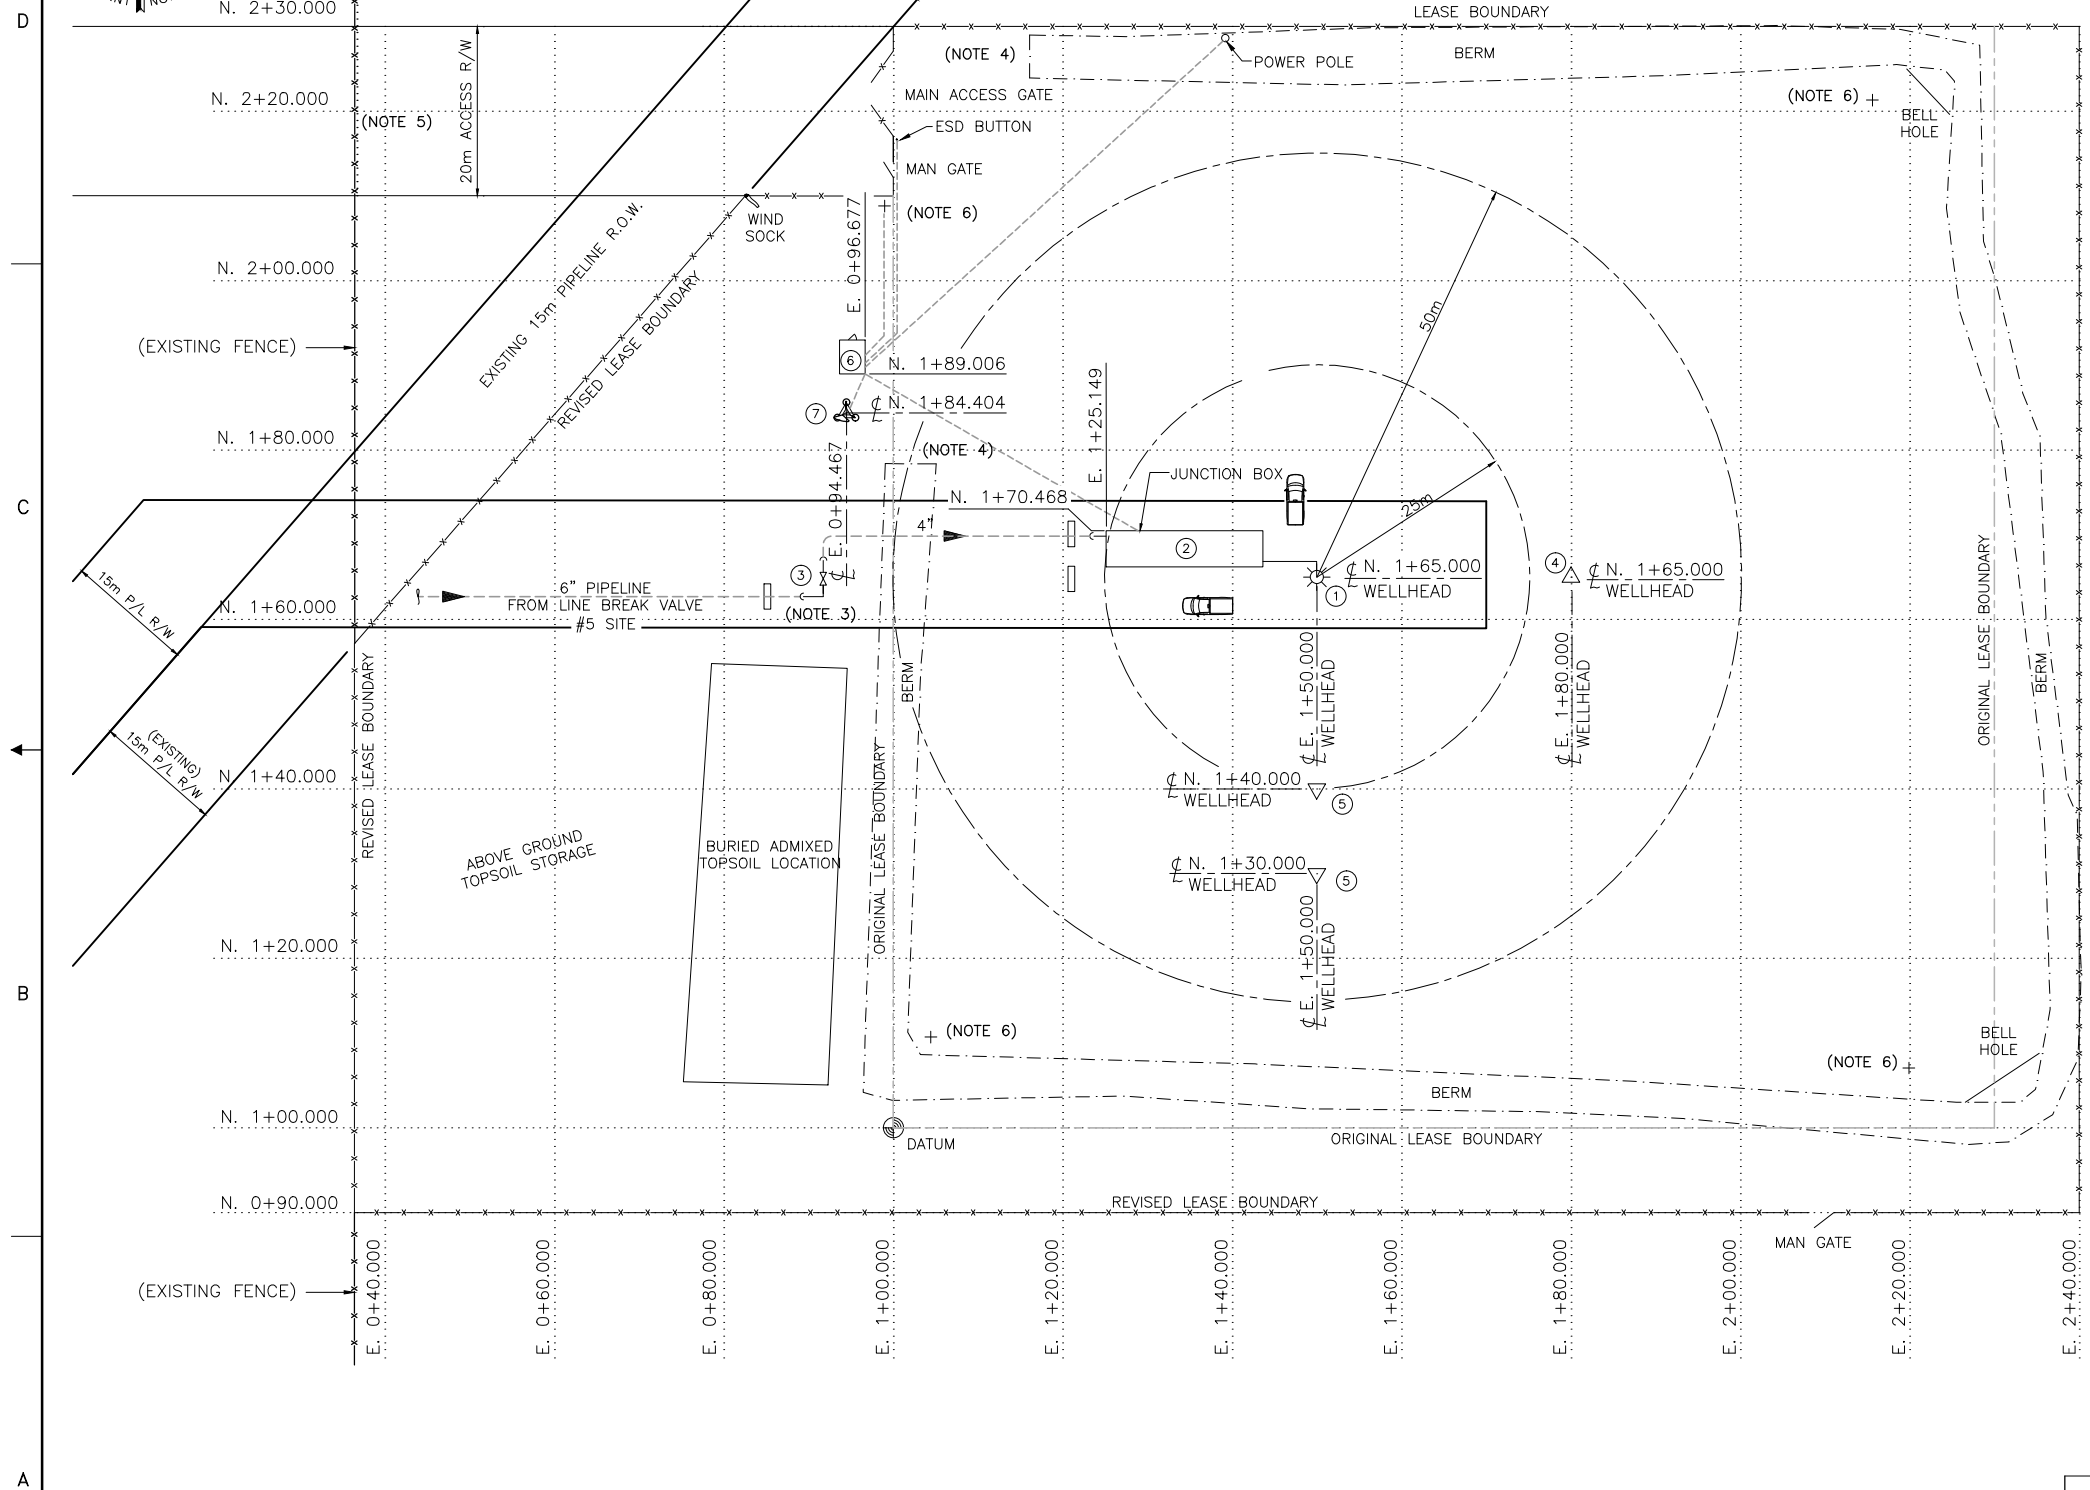 D
N. 2+30.000
LEASE BOUNDARY
(NOTE 4)
BERM
POWER POLE
20m ACCESS R/W
N. 2+20.000
MAIN ACCESS GATE
(NOTE 6)
(NOTE 5)
BELL
HOLE
ESD BUTTON
MAN GATE
WIND
SOCK
(NOTE 6)
E. 0+96.677
EXISTING 15m PIPELINE R.O.W.
REVISED LEASE BOUNDARY
N. 2+00.000
50m
(EXISTING FENCE)
6
N. 1+89.006
7
℄ N. 1+84.404
E. 1+25.149
N. 1+80.000
(NOTE 4)
℄ E. 0+94.467
JUNCTION BOX
C
N. 1+70.468
25m
4"
2
15m P/L R/W
3
6" PIPELINE
FROM LINE BREAK VALVE
#5 SITE
(NOTE 3)
℄ N. 1+65.000
WELLHEAD
1
4
℄ N. 1+65.000
WELLHEAD
N. 1+60.000
ORIGINAL LEASE BOUNDARY
BERM
REVISED LEASE BOUNDARY
BERM
℄ E. 1+50.000
WELLHEAD
℄ E. 1+80.000
WELLHEAD
(EXISTING)
15m P/L R/W
N. 1+40.000
℄ N. 1+40.000
WELLHEAD
5
ORIGINAL LEASE BOUNDARY
ABOVE GROUND
TOPSOIL STORAGE
BURIED ADMIXED
TOPSOIL LOCATION
℄ N. 1+30.000
WELLHEAD
5
℄ E. 1+50.000
WELLHEAD
N. 1+20.000
B
(NOTE 6)
BELL
HOLE
(NOTE 6)
BERM
N. 1+00.000
DATUM
ORIGINAL LEASE BOUNDARY
N. 0+90.000
REVISED LEASE BOUNDARY
MAN GATE
(EXISTING FENCE)
E. 0+40.000
E. 0+60.000
E. 0+80.000
E. 1+00.000
E. 1+20.000
E. 1+40.000
E. 1+60.000
E. 1+80.000
E. 2+00.000
E. 2+20.000
E. 2+40.000
A